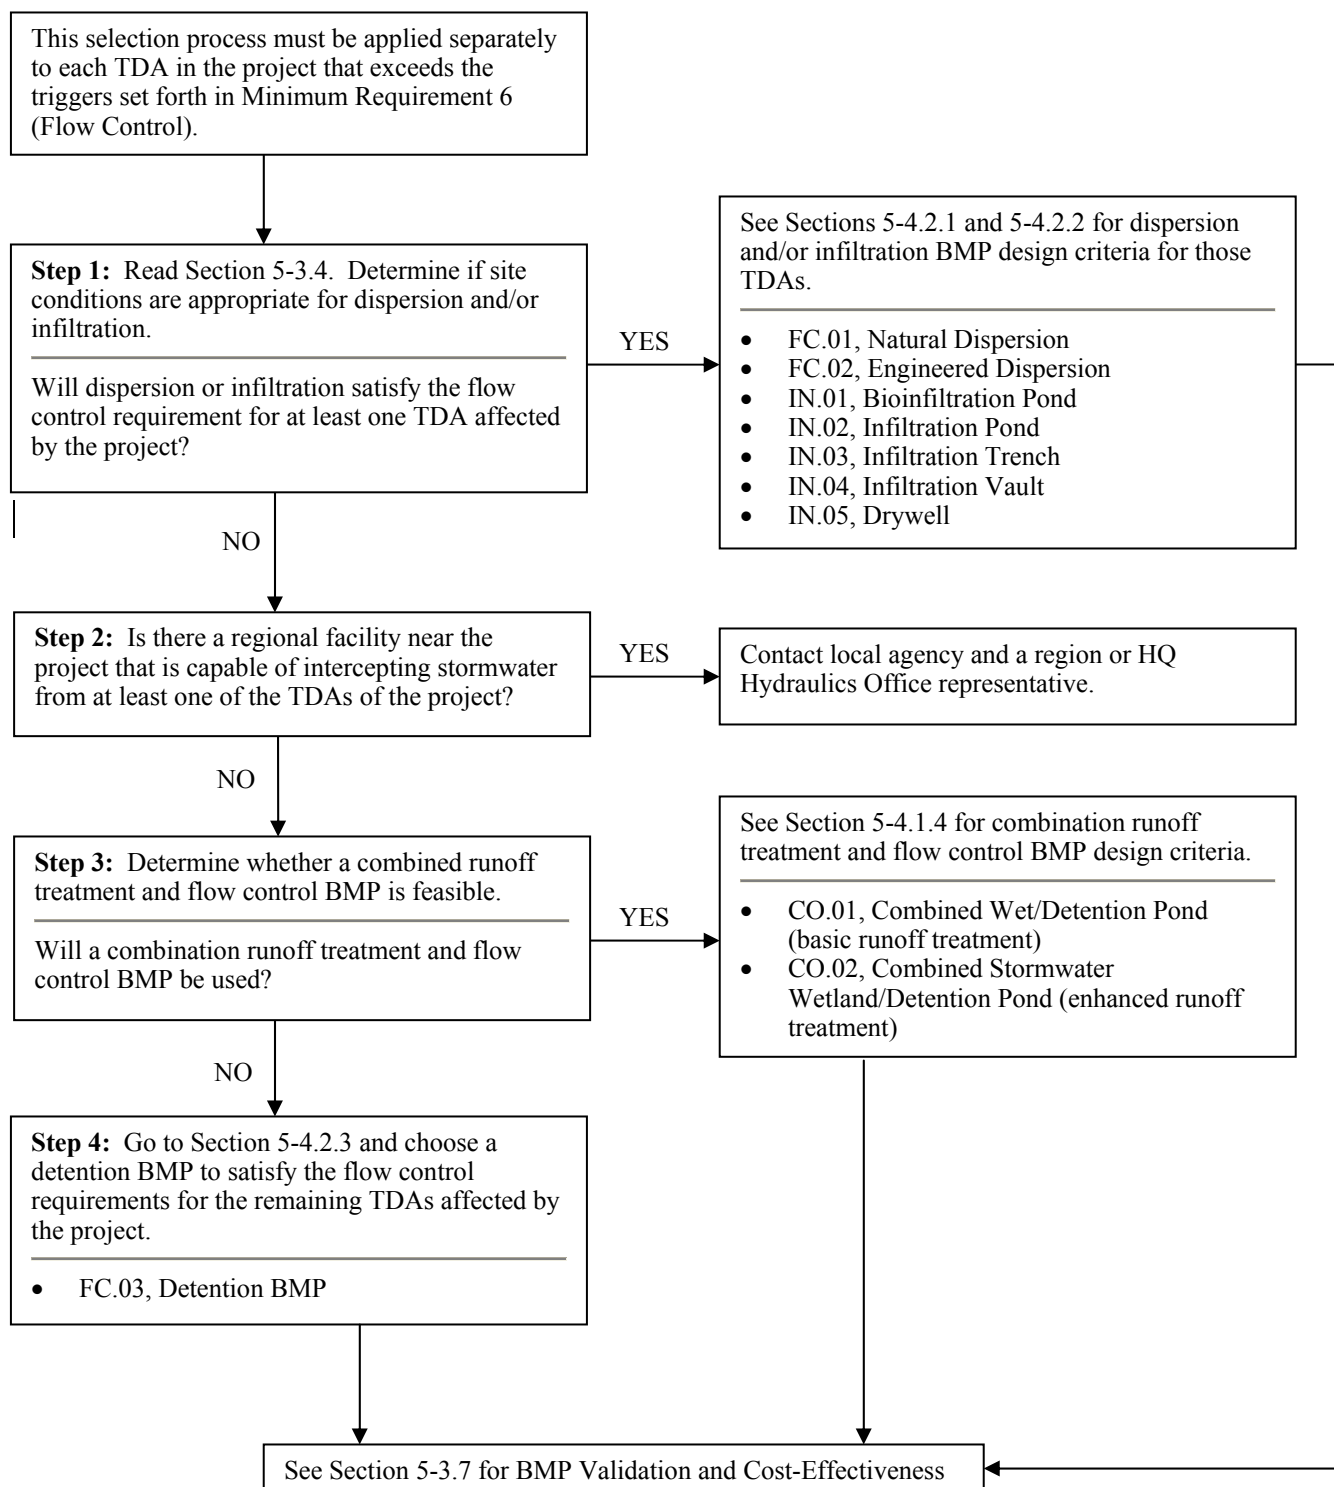 This selection process must be applied separately
to each TDA in the project that exceeds the
triggers set forth in Minimum Requirement 6
(Flow Control).
Step 1: Read Section 5-3.4. Determine if site
conditions are appropriate for dispersion and/or
infiltration.
Will dispersion or infiltration satisfy the flow
control requirement for at least one TDA affected
by the project?
YES
See Sections 5-4.2.1 and 5-4.2.2 for dispersion
and/or infiltration BMP design criteria for those
TDAs.
• FC.01, Natural Dispersion
• FC.02, Engineered Dispersion
• IN.01, Bioinfiltration Pond
• IN.02, Infiltration Pond
• IN.03, Infiltration Trench
• IN.04, Infiltration Vault
• IN.05, Drywell
NO
Step 2: Is there a regional facility near the
project that is capable of intercepting stormwater
from at least one of the TDAs of the project?
YES
Contact local agency and a region or HQ
Hydraulics Office representative.
NO
Step 3: Determine whether a combined runoff
treatment and flow control BMP is feasible.
Will a combination runoff treatment and flow
control BMP be used?
YES
See Section 5-4.1.4 for combination runoff
treatment and flow control BMP design criteria.
• CO.01, Combined Wet/Detention Pond
(basic runoff treatment)
• CO.02, Combined Stormwater
Wetland/Detention Pond (enhanced runoff
treatment)
NO
Step 4: Go to Section 5-4.2.3 and choose a
detention BMP to satisfy the flow control
requirements for the remaining TDAs affected by
the project.
• FC.03, Detention BMP
See Section 5-3.7 for BMP Validation and Cost-Effectiveness